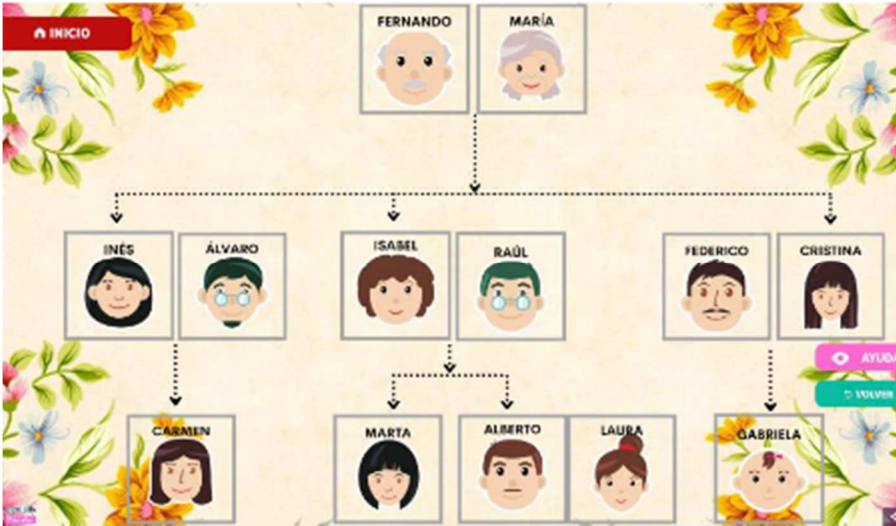 FERNANDO
MARÍA
INICIO
INÉS
ÁLVARO
ISABEL
RAÚL
FEDERICO
CRISTINA
AYUDA
VOLVER
CARMEN
MARTA
ALBERTO
LAURA
GABRIELA